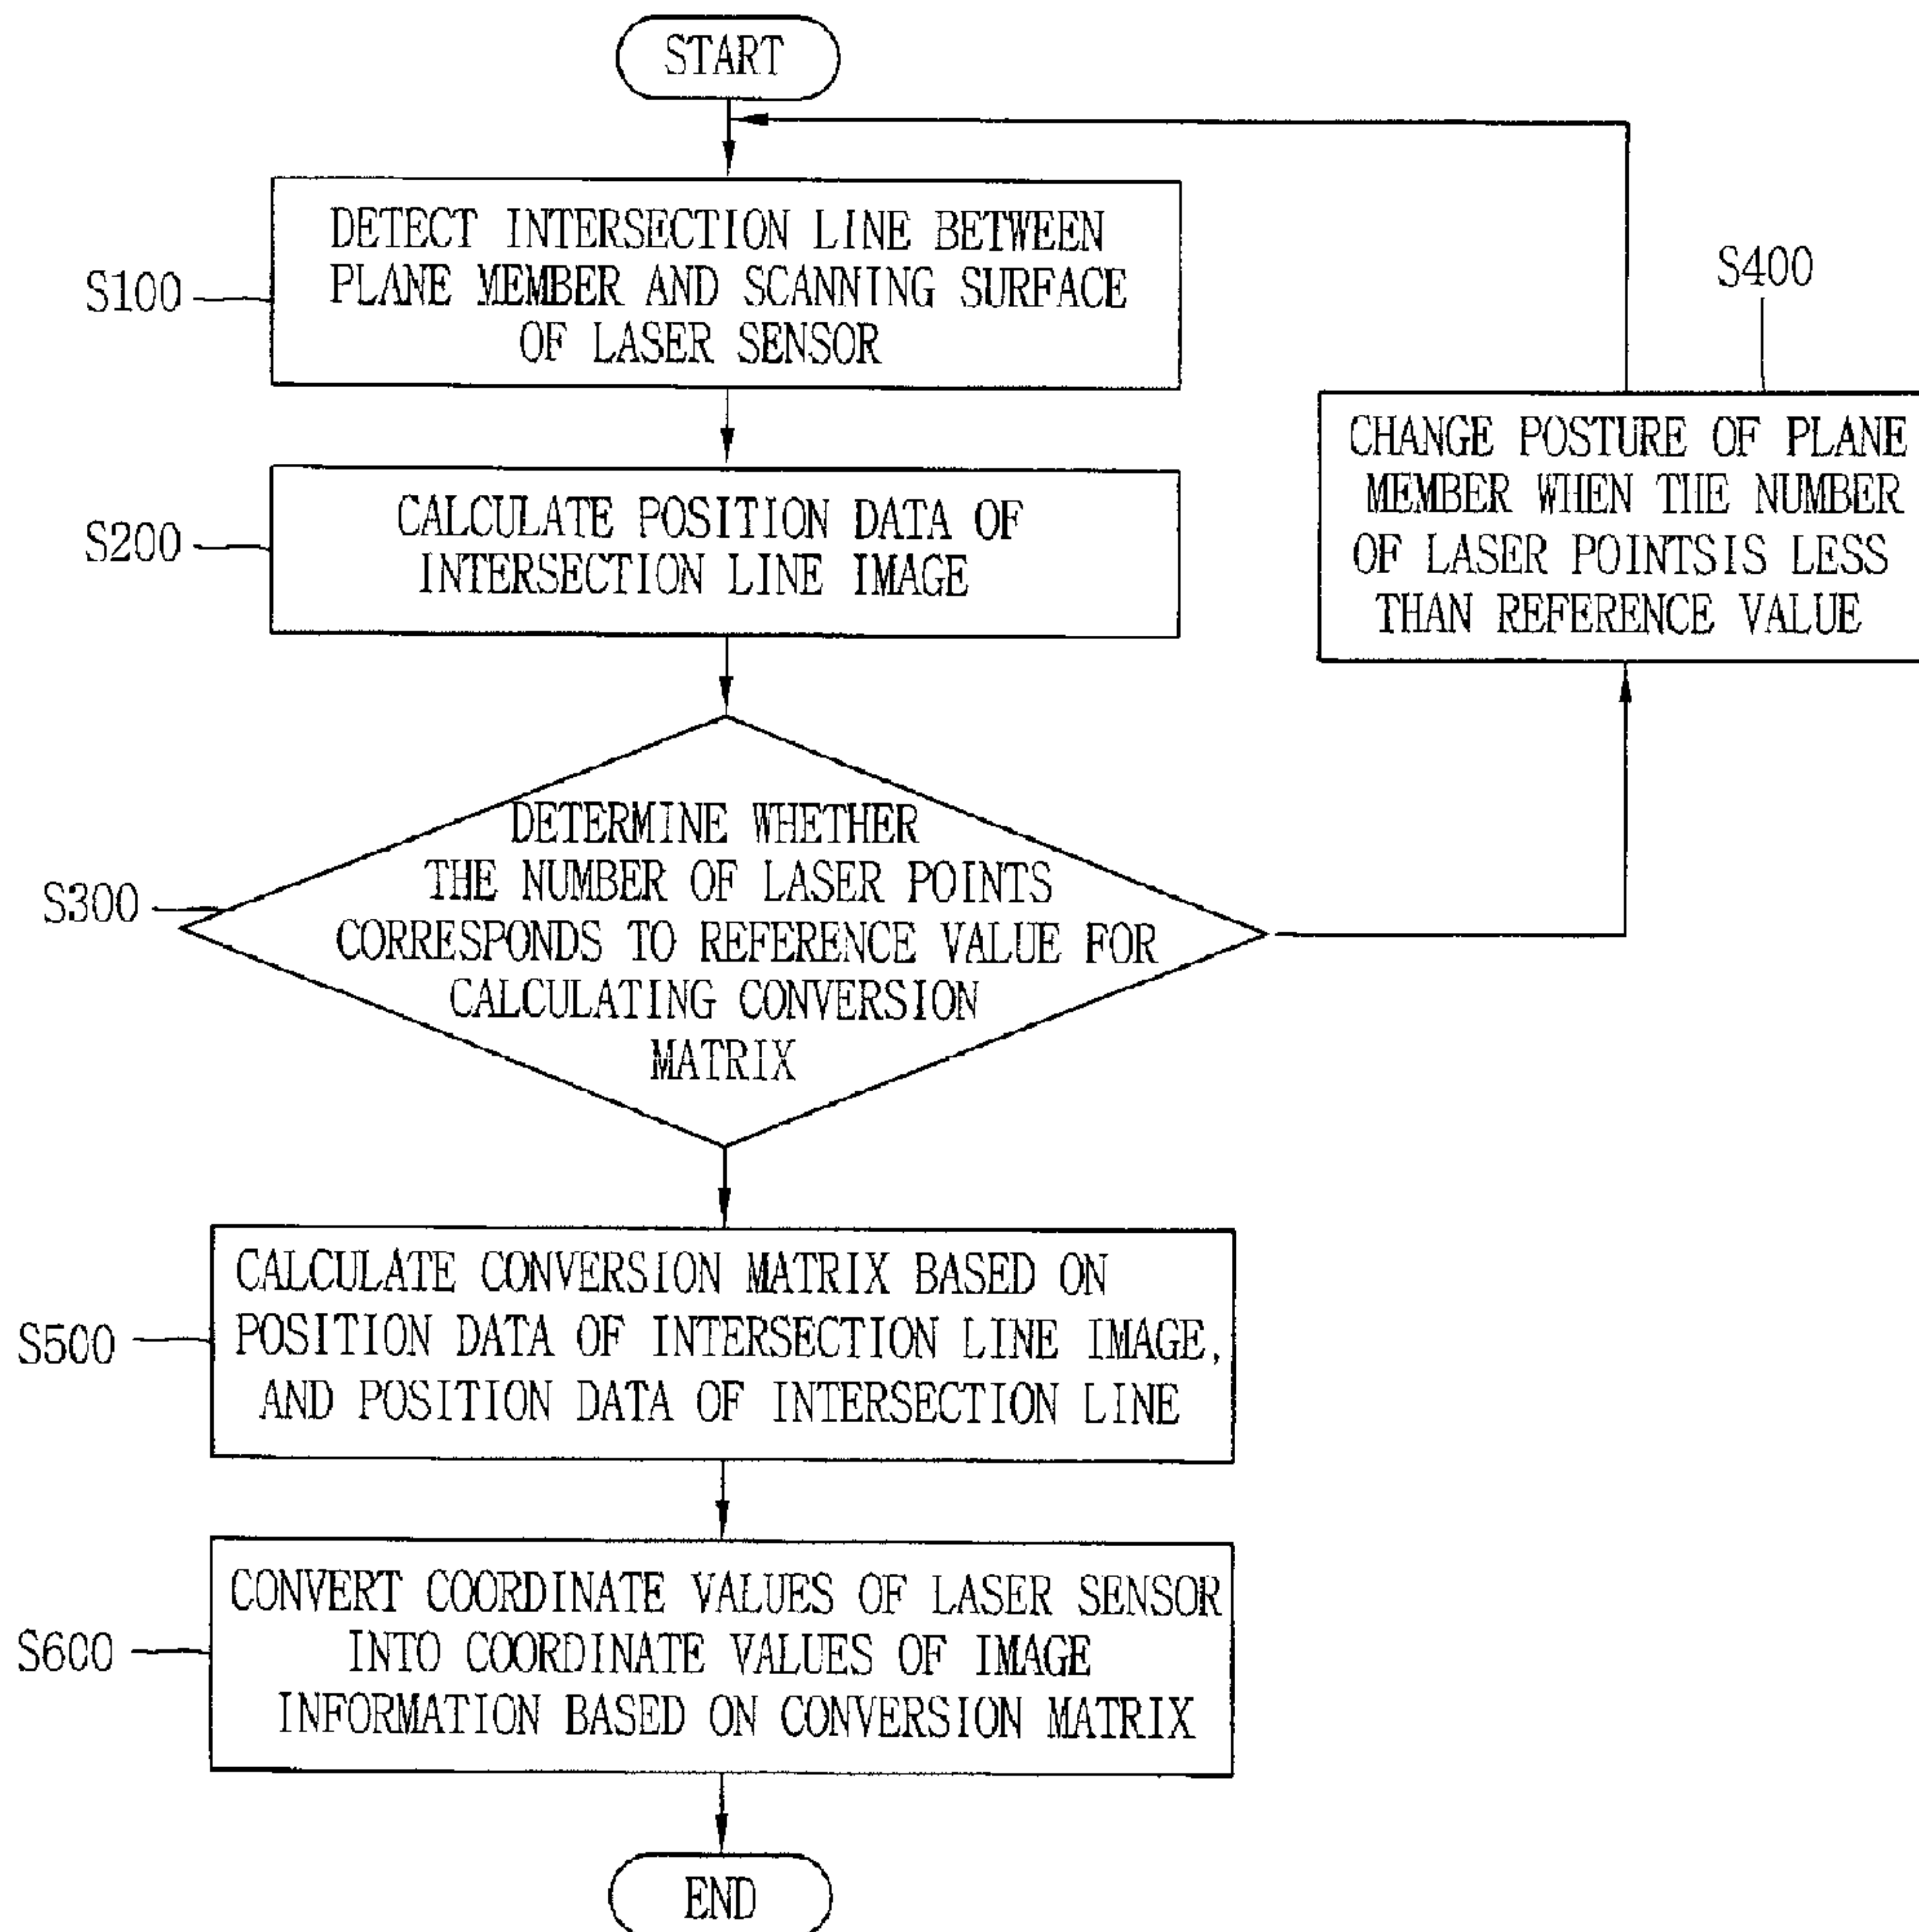 START
DETECT INTERSECTION LINE BETWEEN
PLANE MEMBER AND SCANNING SURFACE
OF LASER SENSOR
S100
S400
CHANGE POSTURE OF PLANE
MEMBER WHEN THE NUMBER
OF LASER POINTSIS LESS
THAN REFERENCE VALUE
CALCULATE POSITION DATA OF
INTERSECTION LINE IMAGE
S200
DETERMINE WHETHER
THE NUMBER OF LASER POINTS
CORRESPONDS TO REFERENCE VALUE FOR
CALCULATING CONVERSION
MATRIX
S300
CALCULATE CONVERSION MATRIX BASED ON
POSITION DATA OF INTERSECTION LINE IMAGE,
AND POSITION DATA OF INTERSECTION LINE
S500
CONVERT COORDINATE VALUES OF LASER SENSOR
INTO COORDINATE VALUES OF IMAGE
INFORMATION BASED ON CONVERSION MATRIX
S600
END